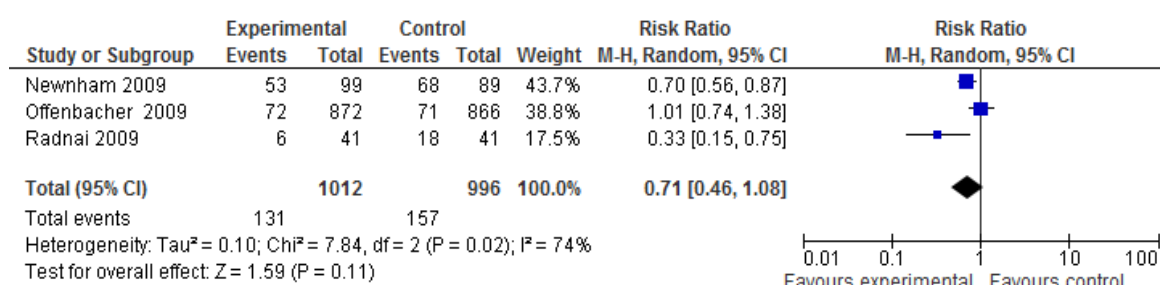 Experimental Control Risk Ratio Risk Ratio
Study or Subgroup Events Total Events Total Weight M-H, Random, 95% CI M-H, Random, 95% CI
Newnham 2009 53 99 68 89 43.7% 0.70 [0.56, 0.87]
Offenbacher 2009 72 872 71 866 38.8% 1.01 [0.74, 1.38]
Radnai 2009 6 41 18 41 17.5% 0.33 [0.15, 0.75]
Total (95% CI) 1012 996 100.0% 0.71 [0.46, 1.08]
Total events 131 157
Heterogeneity: Tau² = 0.10; Chi² = 7.84, df = 2 (P = 0.02); I² = 74%
Test for overall effect: Z = 1.59 (P = 0.11)
0.01 0.1 1 10 100
Favours experimental Favours control